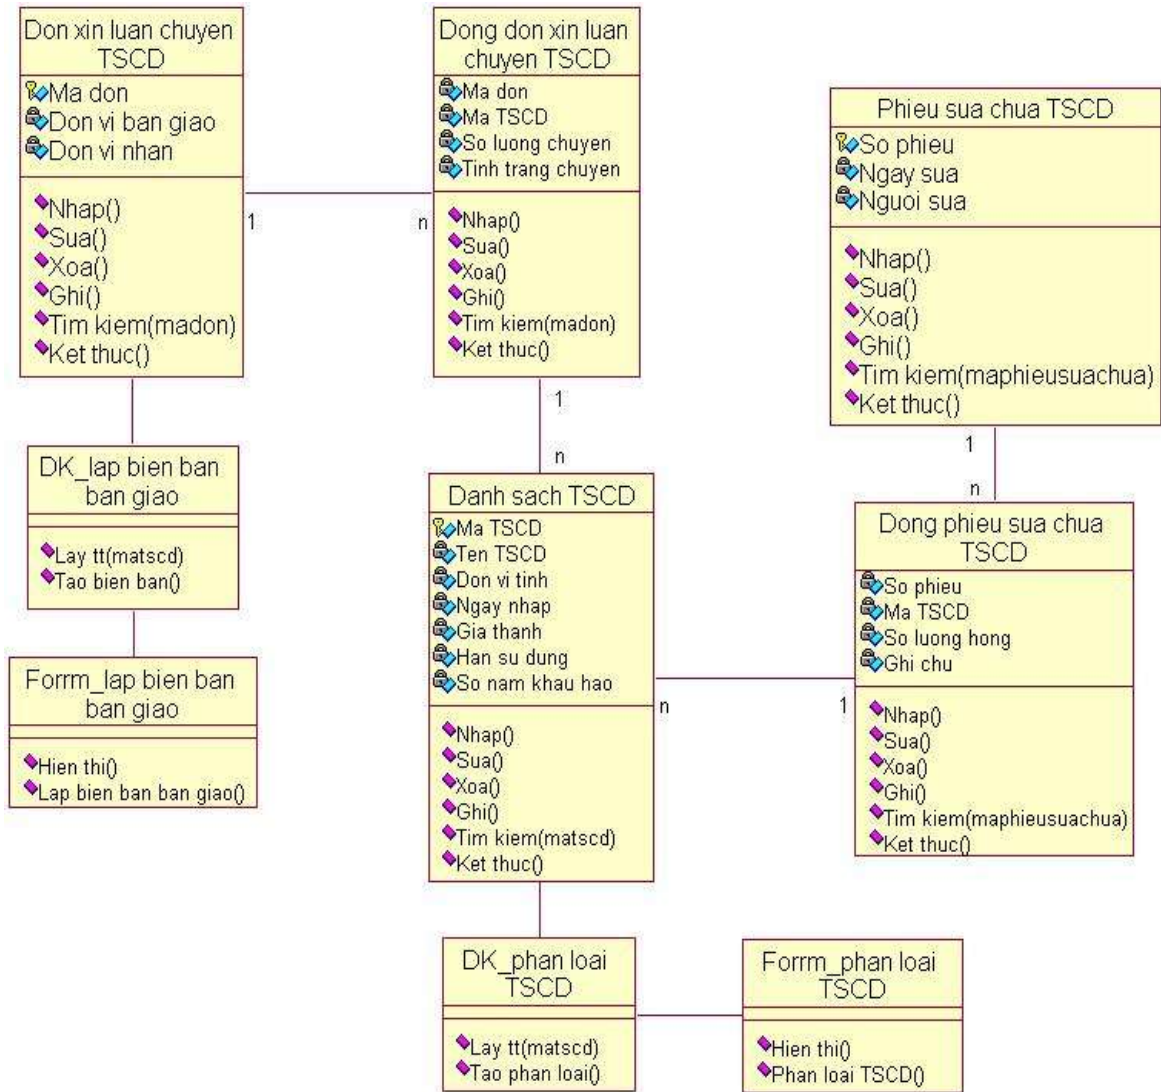 Don xin luan chuyen
TSCD
Ma don
Don vi ban giao
Don vi nhan
Nhap()
Sua()
Xoa()
Ghi()
Tim kiem(madon)
Ket thuc()
1
n
Dong don xin luan
chuyen TSCD
Ma don
Ma TSCD
So luong chuyen
Tinh trang chuyen
Nhap()
Sua()
Xoa()
Ghi()
Tim kiem(madon)
Ket thuc()
1
n
Phieu sua chua TSCD
So phieu
Ngay sua
Nguoi sua
Nhap()
Sua()
Xoa()
Ghi()
Tim kiem(maphieusuachua)
Ket thuc()
1
n
DK_lap bien ban
ban giao
Lay tt(matscd)
Tao bien ban()
Forrm_lap bien ban
ban giao
Hien thi()
Lap bien ban ban giao()
Danh sach TSCD
Ma TSCD
Ten TSCD
Don vi tinh
Ngay nhap
Gia thanh
Han su dung
So nam khau hao
Nhap()
Sua()
Xoa()
Ghi()
Tim kiem(matscd)
Ket thuc()
n
1
Dong phieu sua chua
TSCD
So phieu
Ma TSCD
So luong hong
Ghi chu
Nhap()
Sua()
Xoa()
Ghi()
Tim kiem(maphieusuachua)
Ket thuc()
DK_phan loai
TSCD
Lay tt(matscd)
Tao phan loai()
Forrm_phan loai
TSCD
Hien thi()
Phan loai TSCD()